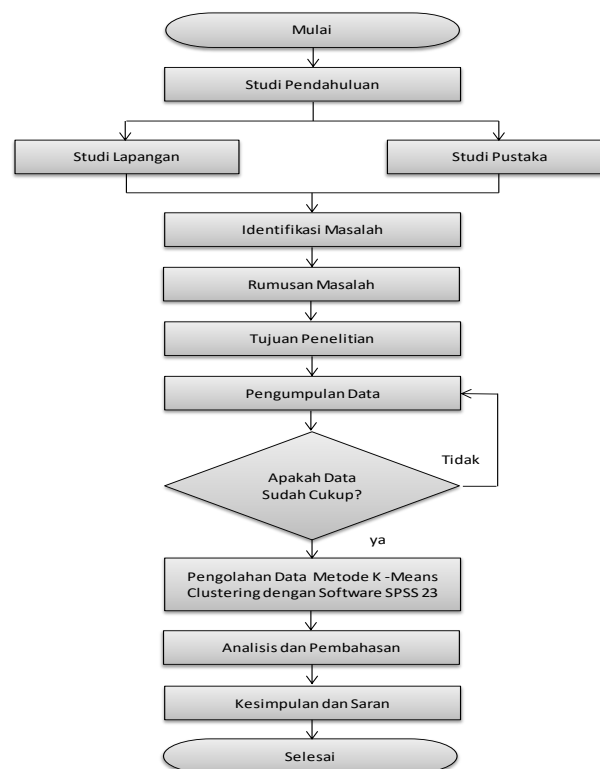 Mulai
Studi Pendahuluan
Studi Lapangan
Studi Pustaka
Identifikasi Masalah
Rumusan Masalah
Tujuan Penelitian
Pengumpulan Data
Tidak
Apakah Data
Sudah Cukup?
ya
Pengolahan Data Metode K -Means
Clustering dengan Software SPSS 23
Analisis dan Pembahasan
Kesimpulan dan Saran
Selesai